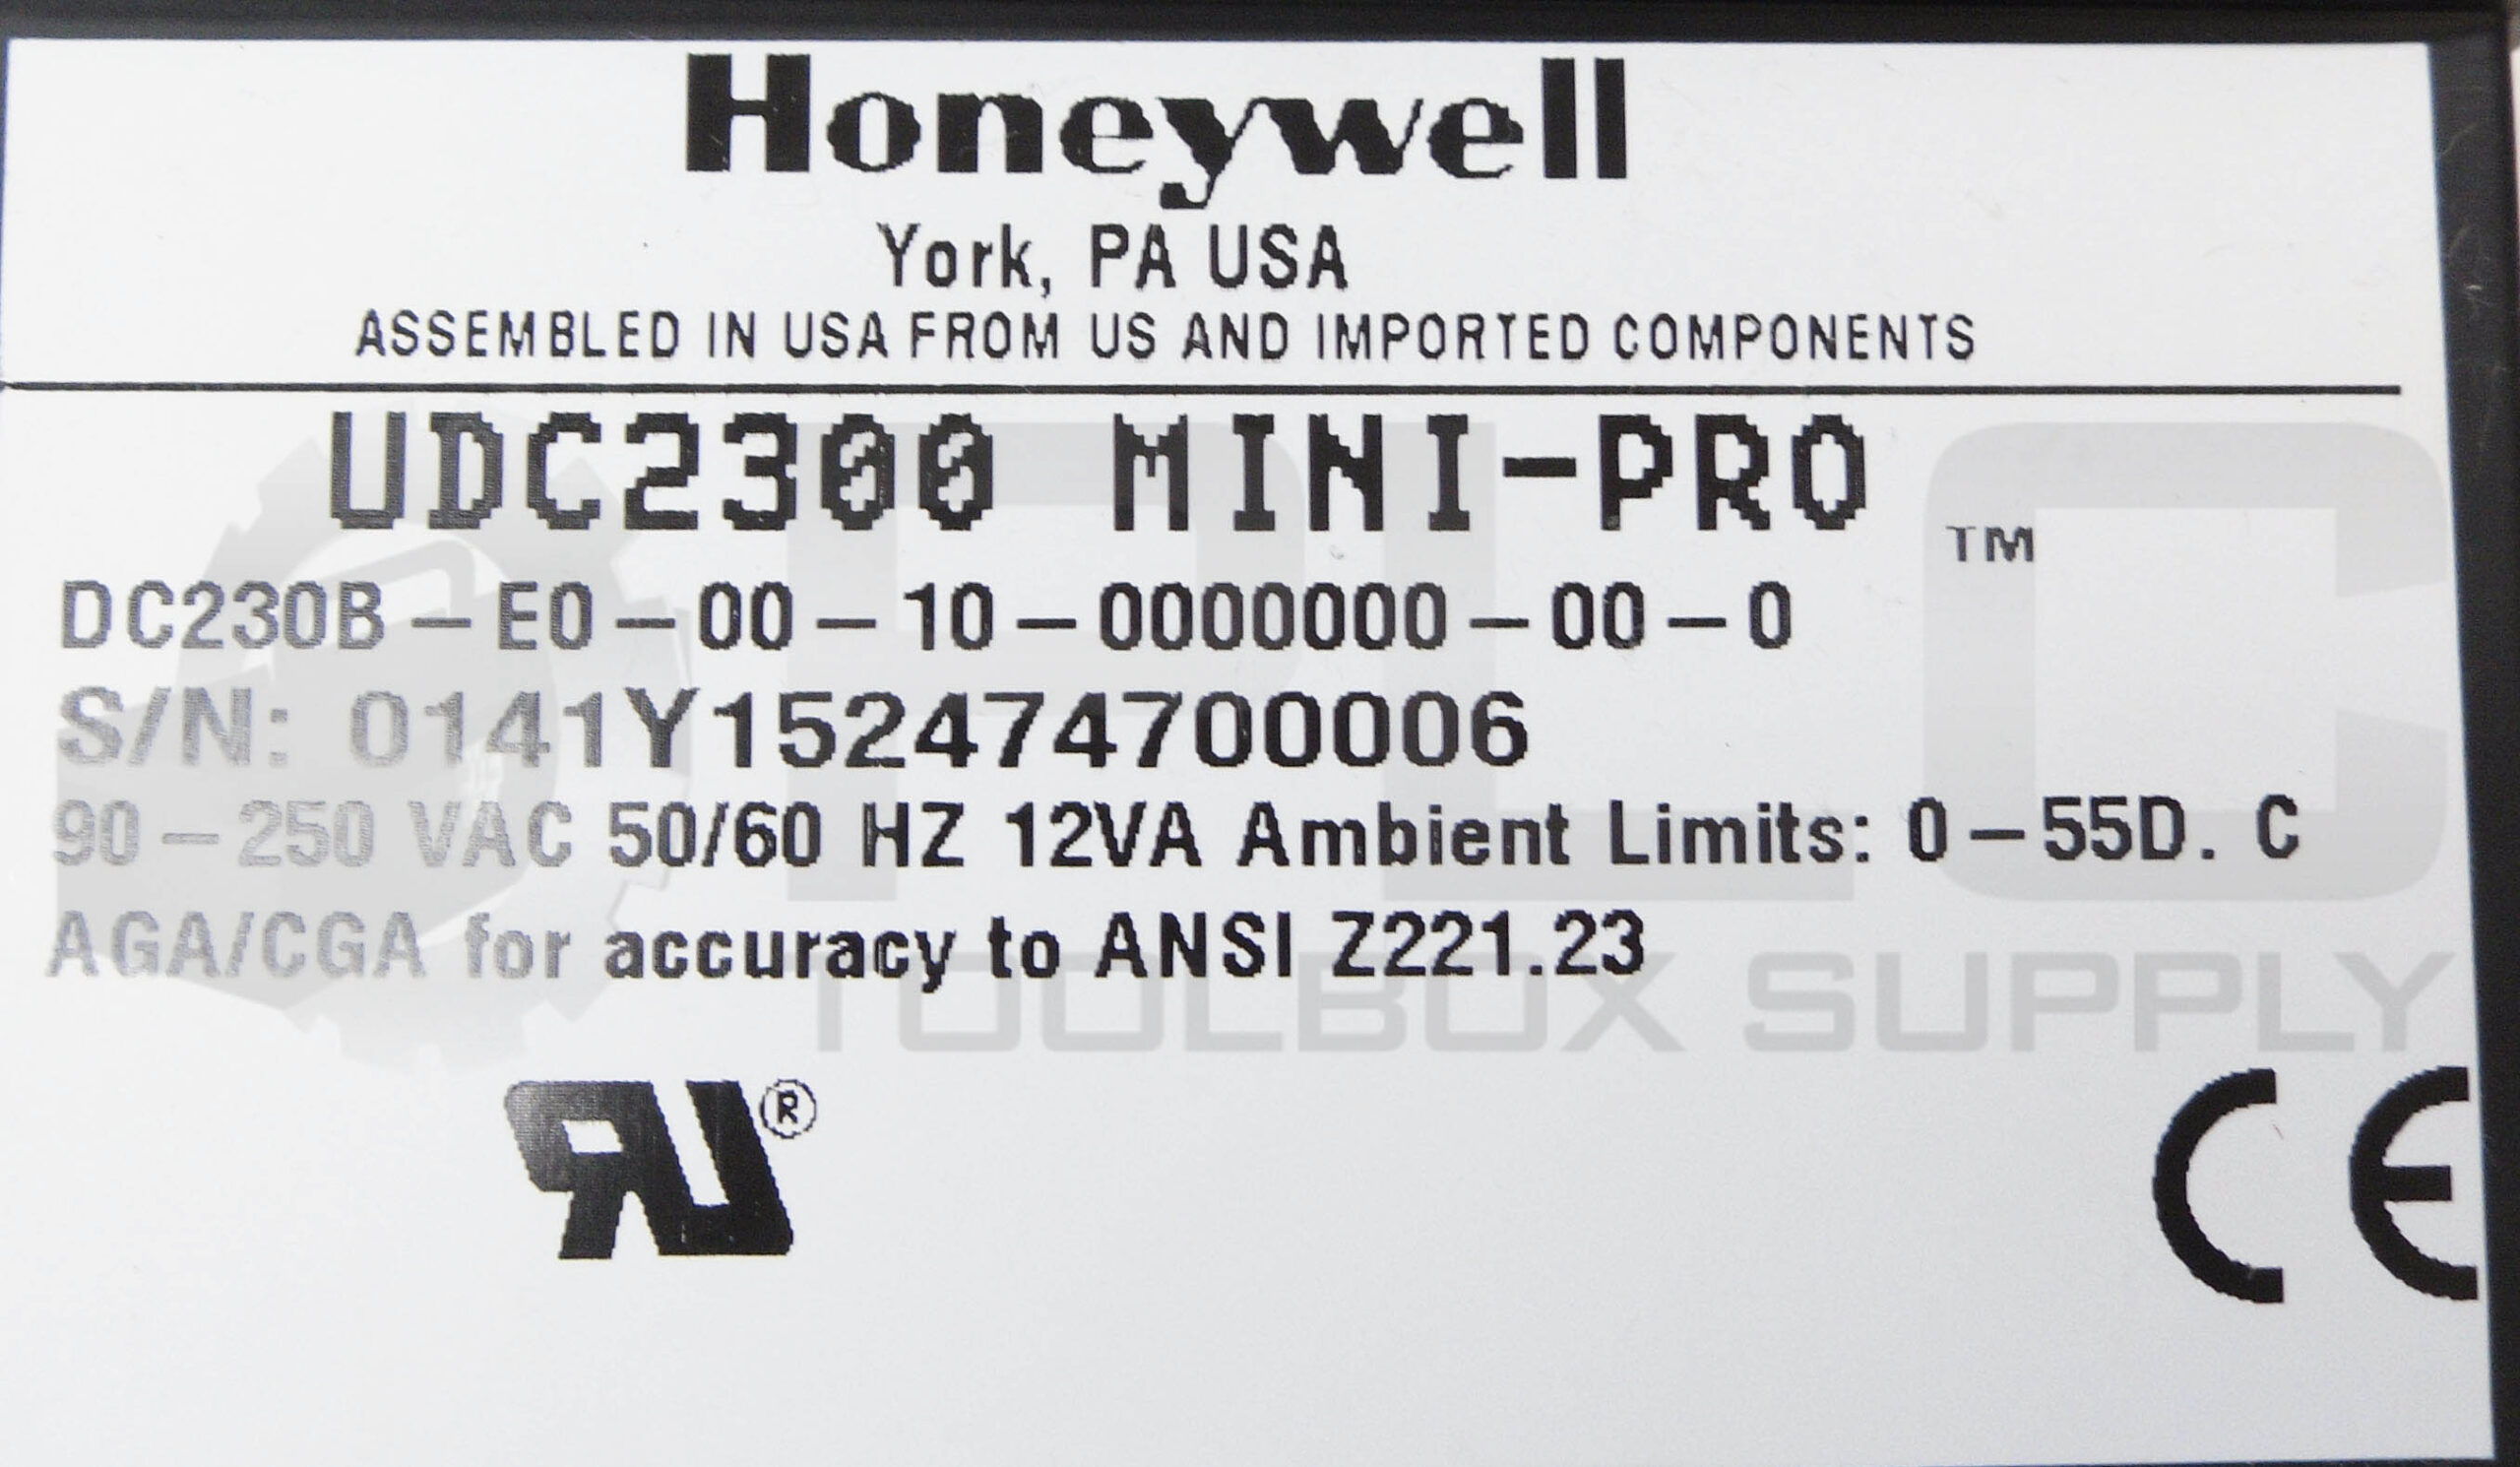 Honeywell
York, PA USA
ASSEMBLED IN USA FROM US AND IMPORTED COMPONENTS
UDC2300 MINI-PRO ™
DC230B-E0-00-10-0000000-00-0
S/N: 0141Y152474700006
90-250 VAC 50/60 HZ 12VA Ambient Limits: 0-55D. C
AGA/CGA for accuracy to ANSI Z221.23
PLC
TOOLBOX SUPPLY
RU®
CE